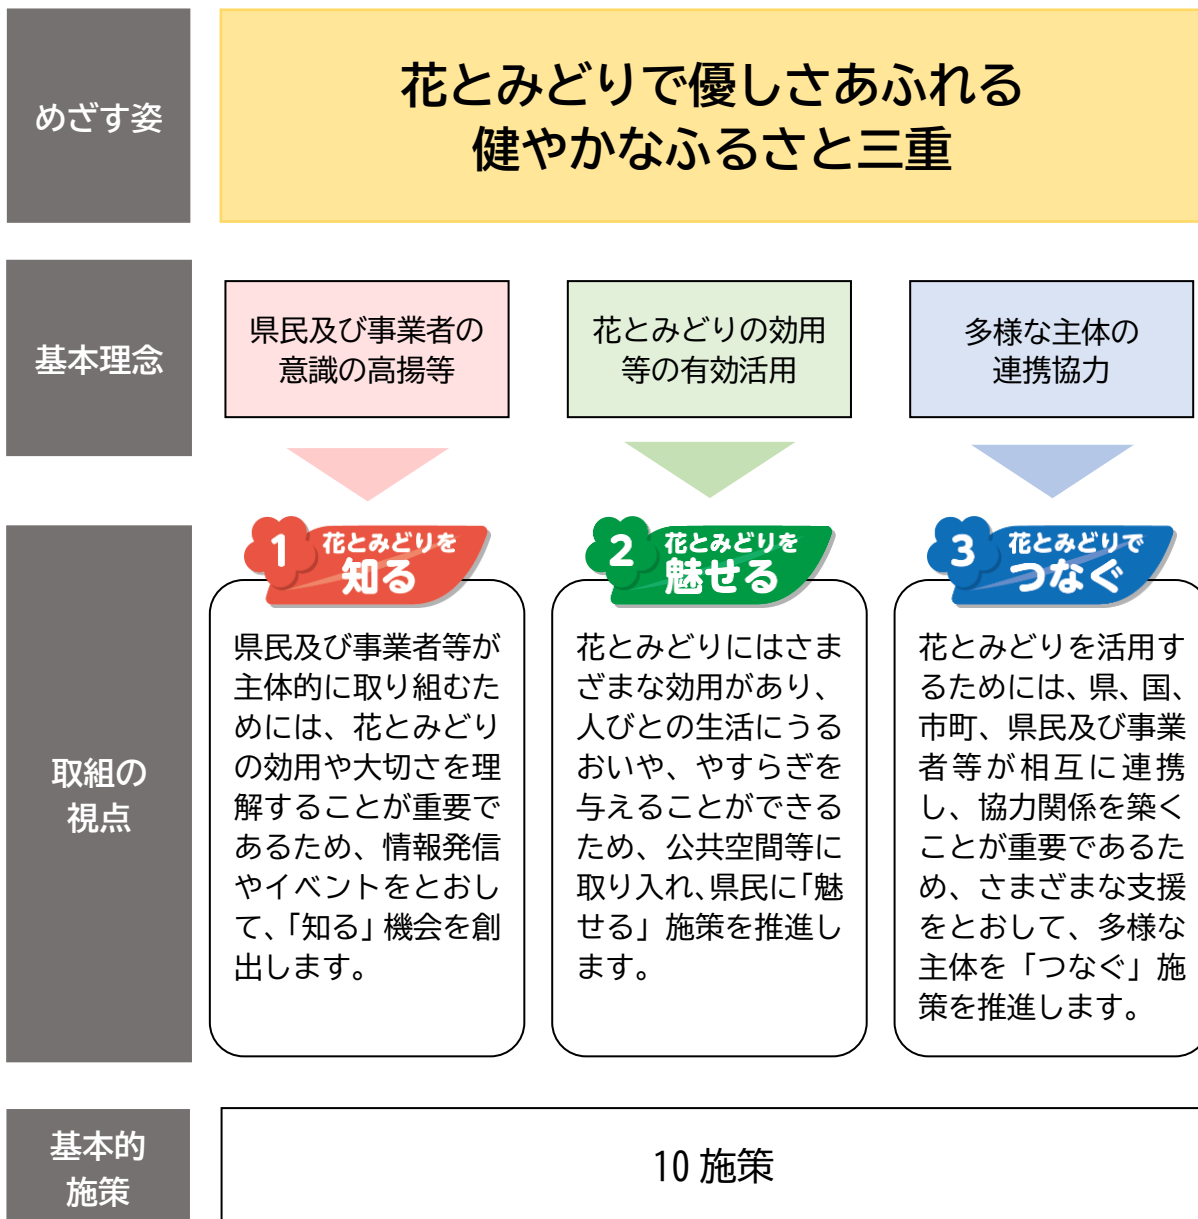 めざす姿
花とみどりで優しさあふれる
健やかなふるさと三重
基本理念
県民及び事業者の
意識の高揚等
花とみどりの効用
等の有効活用
多様な主体の
連携協力
取組の
視点
1 花とみどりを
知る
県民及び事業者等が
主体的に取り組むた
めには、花とみどり
の効用や大切さを理
解することが重要で
あるため、情報発信
やイベントをとおし
て、「知る」機会を創
出します。
2 花とみどりを
魅せる
花とみどりにはさま
ざまな効用があり、
人びとの生活にうる
おいや、やすらぎを
与えることができる
ため、公共空間等に
取り入れ、県民に「魅
せる」施策を推進し
ます。
3 花とみどりで
つなぐ
花とみどりを活用す
るためには、県、国、
市町、県民及び事業
者等が相互に連携
し、協力関係を築く
ことが重要であるた
め、さまざまな支援
をとおして、多様な
主体を「つなぐ」施
策を推進します。
基本的
施策
10 施策